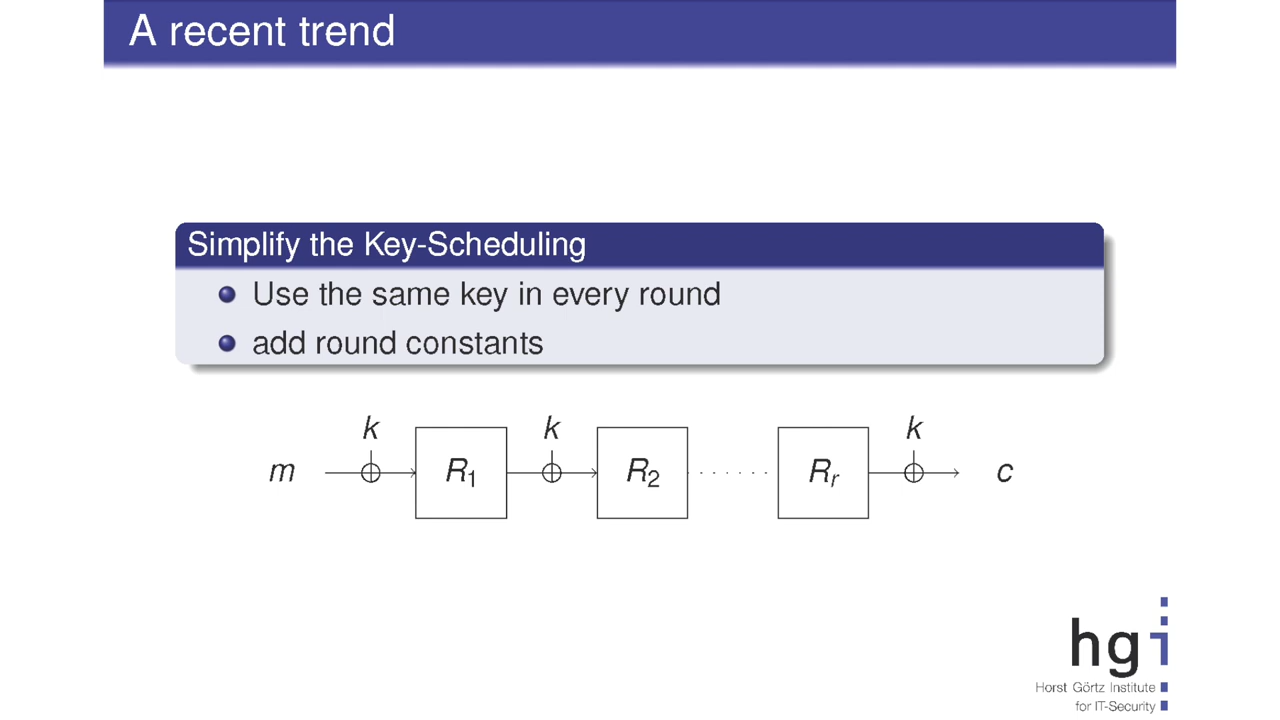 A recent trend
Simplify the Key-Scheduling
Use the same key in every round
add round constants
k k k
m R1 R2 Rr c
hgi
Horst Görtz Institute
for IT-Security